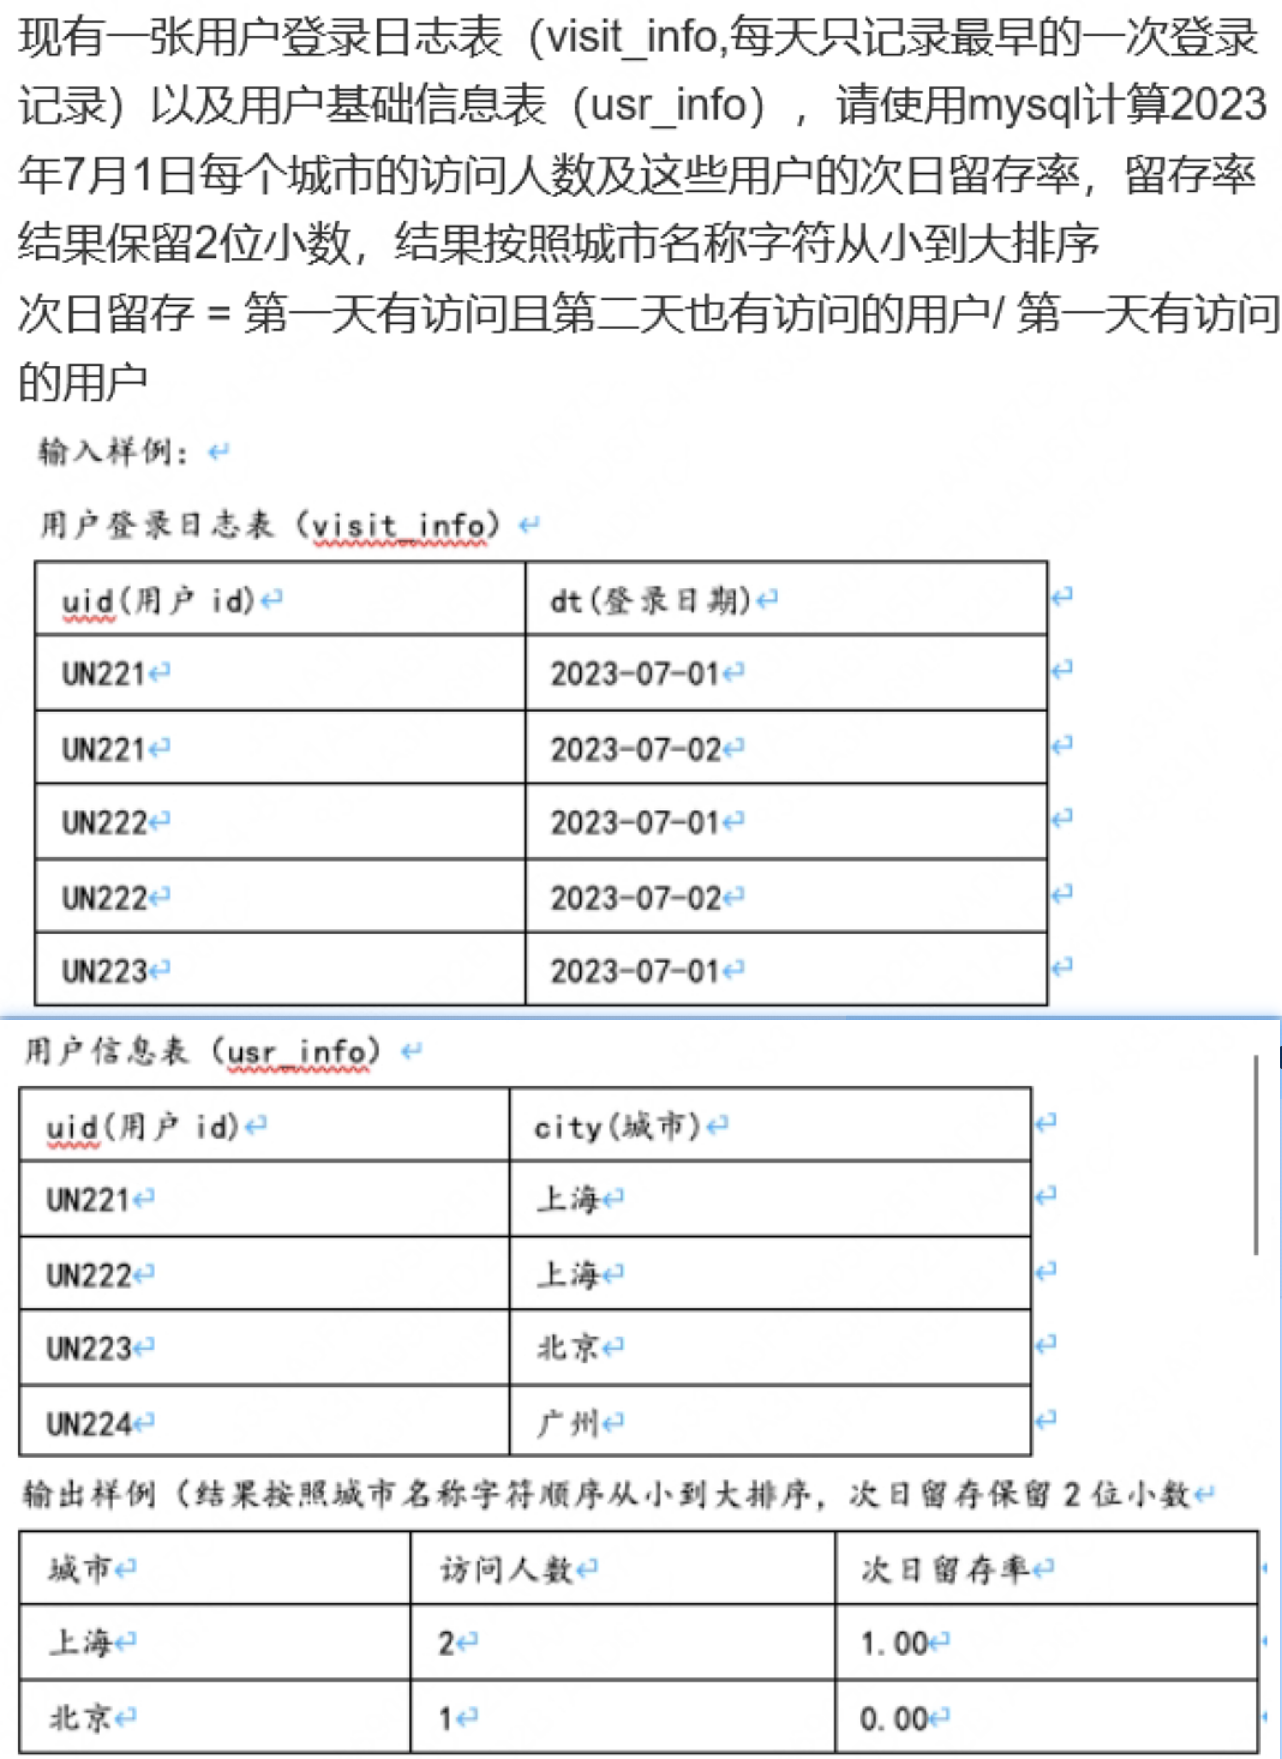 现有一张用户登录日志表（visit_info,每天只记录最早的一次登录
记录）以及用户基础信息表（usr_info），请使用mysql计算2023
年7月1日每个城市的访问人数及这些用户的次日留存率，留存率
结果保留2位小数，结果按照城市名称字符从小到大排序
次日留存 = 第一天有访问且第二天也有访问的用户/ 第一天有访问
的用户
输入样例：
用户登录日志表（visit_info）
uid(用户 id) dt(登录日期)
UN221 2023-07-01
UN221 2023-07-02
UN222 2023-07-01
UN222 2023-07-02
UN223 2023-07-01
用户信息表（usr_info）
uid(用户 id) city(城市)
UN221 上海
UN222 上海
UN223 北京
UN224 广州
输出样例（结果按照城市名称字符顺序从小到大排序，次日留存保留 2 位小数
城市 访问人数 次日留存率
上海 2 1.00
北京 1 0.00